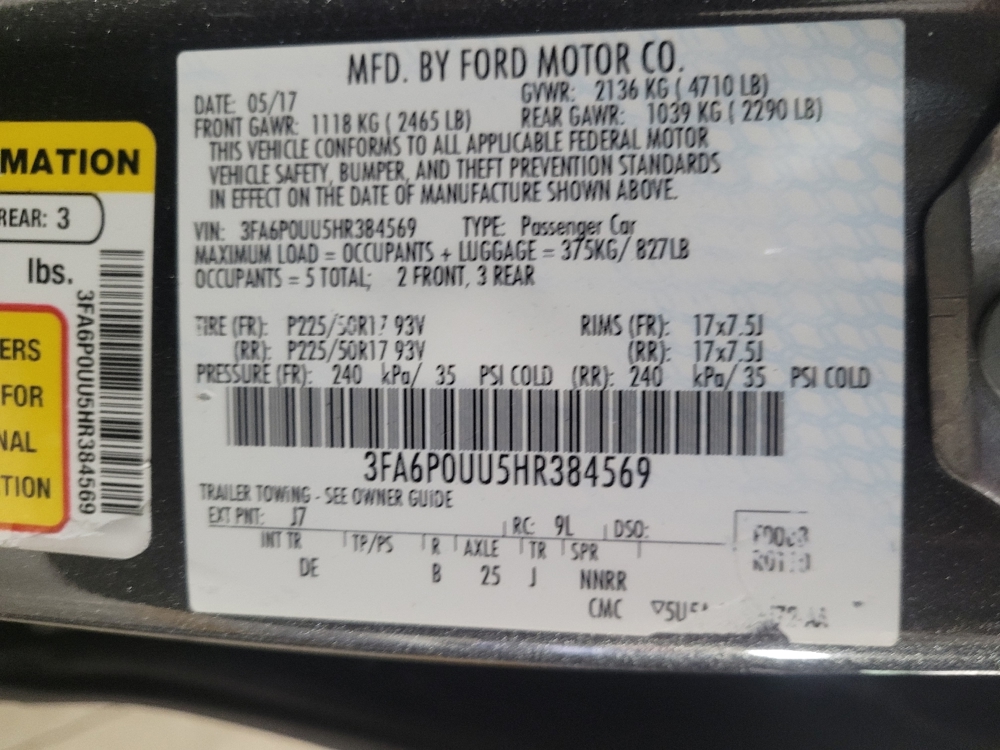 MFD. BY FORD MOTOR CO.
DATE: 05/17
GVWR: 2136 KG ( 4710 LB)
FRONT GAWR: 1118 KG ( 2465 LB)
REAR GAWR: 1039 KG ( 2290 LB)
THIS VEHICLE CONFORMS TO ALL APPLICABLE FEDERAL MOTOR
VEHICLE SAFETY, BUMPER, AND THEFT PREVENTION STANDARDS
IN EFFECT ON THE DATE OF MANUFACTURE SHOWN ABOVE.
VIN: 3FA6P0UU5HR384569 TYPE: Passenger Car
MAXIMUM LOAD = OCCUPANTS + LUGGAGE = 375KG/ 827LB
OCCUPANTS = 5 TOTAL; 2 FRONT, 3 REAR
TIRE (FR): P225/50R17 93V RIMS (FR): 17x7.5J
(RR): P225/50R17 93V (RR): 17x7.5J
PRESSURE (FR): 240 kPa/ 35 PSI COLD (RR): 240 kPa/ 35 PSI COLD
3FA6P0UU5HR384569
TRAILER TOWING - SEE OWNER GUIDE
EXT PNT: J7 RC: 9L DSO:
INT TR TP/PS R AXLE TR SPR
DE B 25 J NNRR
CMC
MATION
REAR: 3
lbs.
3FA6P0UU5HR384569
ERS
FOR
NAL
TION